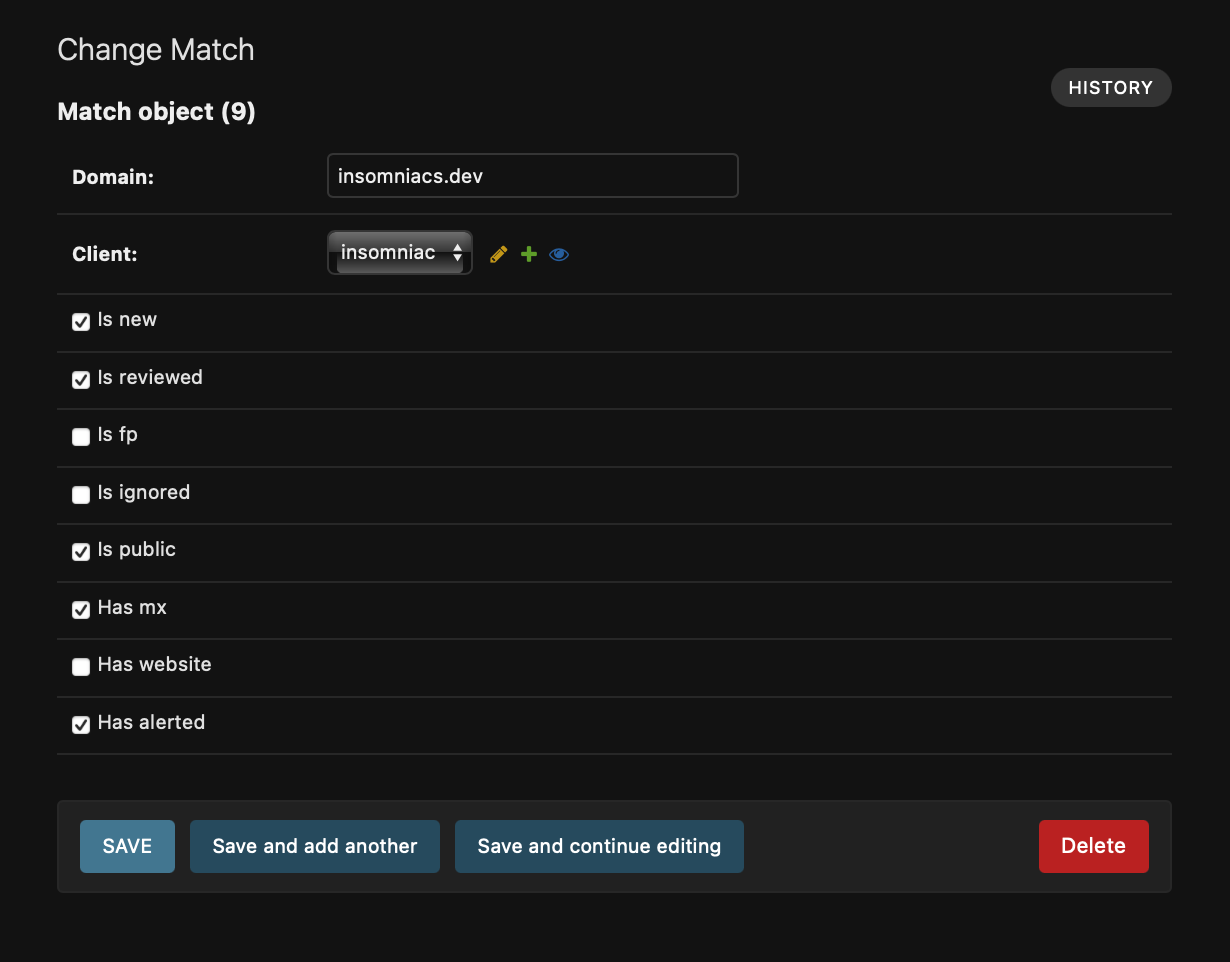 Change Match
HISTORY
Match object (9)
Domain:
insomniacs.dev
Client:
insomniac
Is new
Is reviewed
Is fp
Is ignored
Is public
Has mx
Has website
Has alerted
SAVE
Save and add another
Save and continue editing
Delete